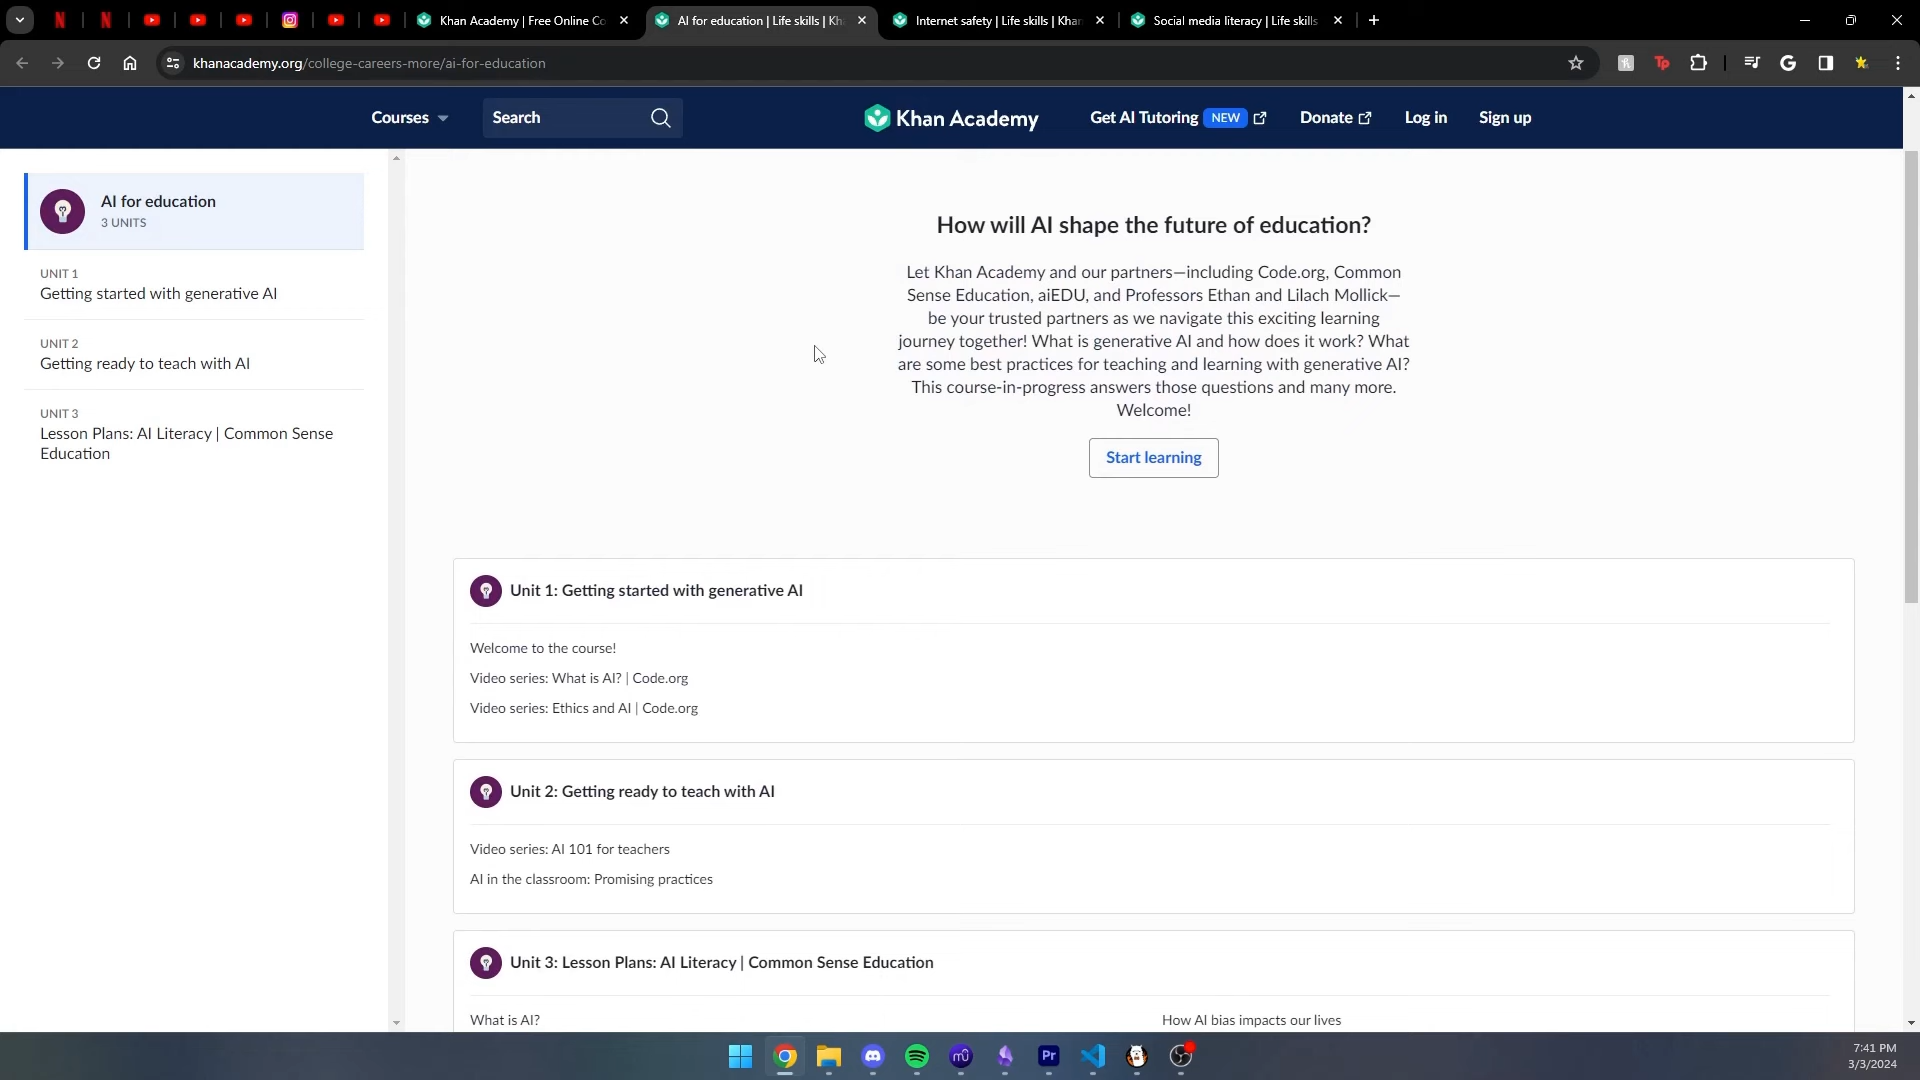 Khan Academy | Free Online Co
AI for education | Life skills | Kh
Internet safety | Life skills | Khan
Social media literacy | Life skills
khanacademy.org/college-careers-more/ai-for-education
Courses
Search
Khan Academy
Get AI Tutoring NEW
Donate
Log in
Sign up
AI for education
3 UNITS
UNIT 1
Getting started with generative AI
UNIT 2
Getting ready to teach with AI
UNIT 3
Lesson Plans: AI Literacy | Common Sense
Education
How will AI shape the future of education?
Let Khan Academy and our partners—including Code.org, Common
Sense Education, aiEDU, and Professors Ethan and Lilach Mollick—
be your trusted partners as we navigate this exciting learning
journey together! What is generative AI and how does it work? What
are some best practices for teaching and learning with generative AI?
This course-in-progress answers those questions and many more.
Welcome!
Start learning
Unit 1: Getting started with generative AI
Welcome to the course!
Video series: What is AI? | Code.org
Video series: Ethics and AI | Code.org
Unit 2: Getting ready to teach with AI
Video series: AI 101 for teachers
AI in the classroom: Promising practices
Unit 3: Lesson Plans: AI Literacy | Common Sense Education
What is AI?
How AI bias impacts our lives
Pr
7:41 PM
3/3/2024